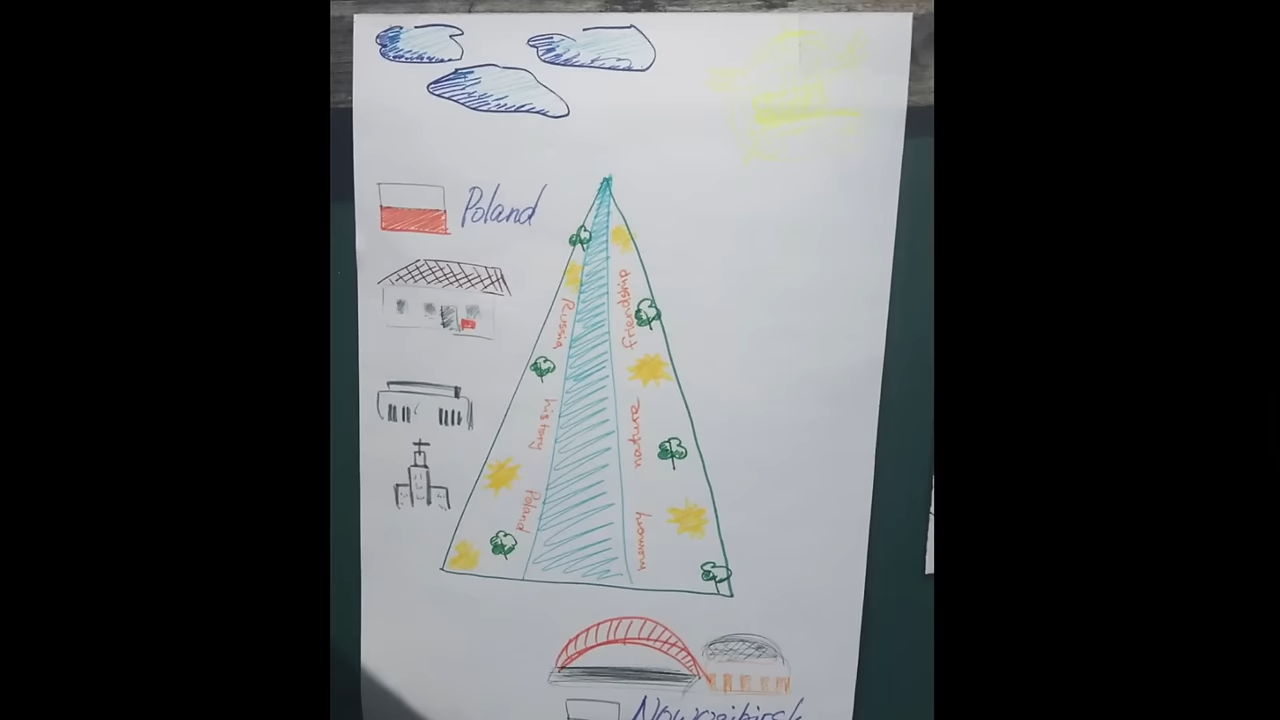 Poland
friendship
Russia
nature
history
Poland
memory